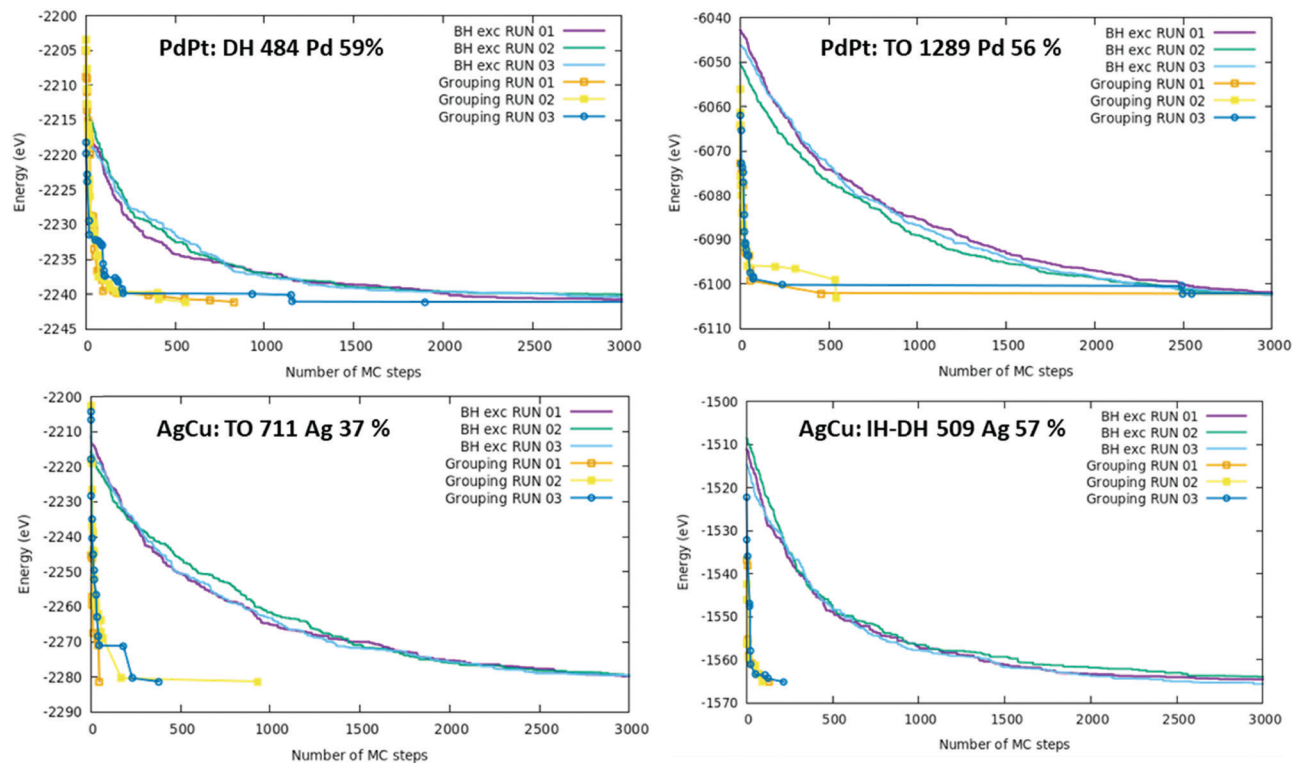 PdPt: DH 484 Pd 59%
BH exc RUN 01
BH exc RUN 02
BH exc RUN 03
Grouping RUN 01
Grouping RUN 02
Grouping RUN 03
Energy (eV)
-2200
-2205
-2210
-2215
-2220
-2225
-2230
-2235
-2240
-2245
0 500 1000 1500 2000 2500 3000
Number of MC steps
PdPt: TO 1289 Pd 56 %
BH exc RUN 01
BH exc RUN 02
BH exc RUN 03
Grouping RUN 01
Grouping RUN 02
Grouping RUN 03
Energy (eV)
-6040
-6050
-6060
-6070
-6080
-6090
-6100
-6110
0 500 1000 1500 2000 2500 3000
Number of MC steps
AgCu: TO 711 Ag 37 %
BH exc RUN 01
BH exc RUN 02
BH exc RUN 03
Grouping RUN 01
Grouping RUN 02
Grouping RUN 03
Energy (eV)
-2200
-2210
-2220
-2230
-2240
-2250
-2260
-2270
-2280
-2290
0 500 1000 1500 2000 2500 3000
Number of MC steps
AgCu: IH-DH 509 Ag 57 %
BH exc RUN 01
BH exc RUN 02
BH exc RUN 03
Grouping RUN 01
Grouping RUN 02
Grouping RUN 03
Energy (eV)
-1500
-1510
-1520
-1530
-1540
-1550
-1560
-1570
0 500 1000 1500 2000 2500 3000
Number of MC steps